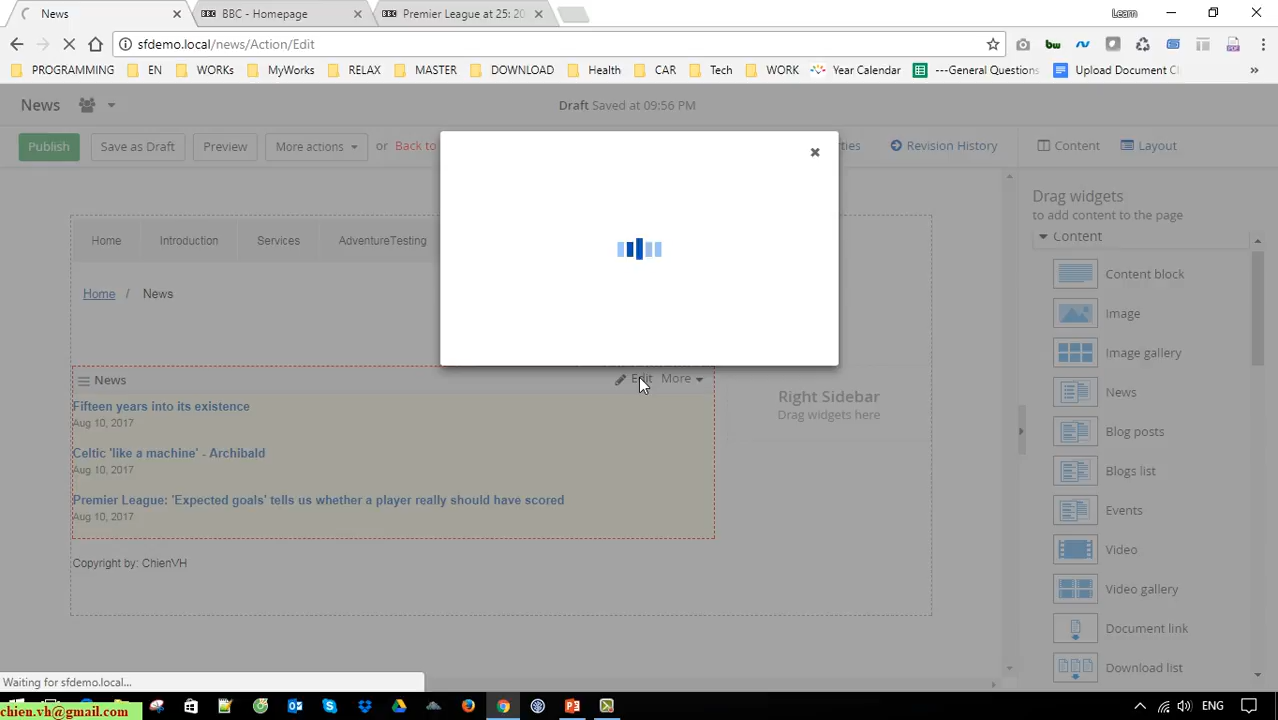 News
BBC - Homepage
Premier League at 25: 20
Learn
sfdemo.local/news/Action/Edit
PROGRAMMING
EN
WORKs
MyWorks
RELAX
MASTER
DOWNLOAD
Health
CAR
Tech
WORK
Year Calendar
---General Questions
Upload Document Cl
News
Draft Saved at 09:56 PM
Publish
Save as Draft
Preview
More actions
or
Back to
Revision History
Content
Layout
Drag widgets
to add content to the page
Content
Content block
Image
Image gallery
News
Blog posts
Blogs list
Events
Video
Video gallery
Document link
Download list
Home
Introduction
Services
AdventureTesting
Home / News
News
Edit
More
Fifteen years into its existence
Aug 10, 2017
Celtic 'like a machine' - Archibald
Aug 10, 2017
Premier League: 'Expected goals' tells us whether a player really should have scored
Aug 10, 2017
Right Sidebar
Drag widgets here
Copyright by: ChienVH
Waiting for sfdemo.local...
chien.vh@gmail.com
ENG